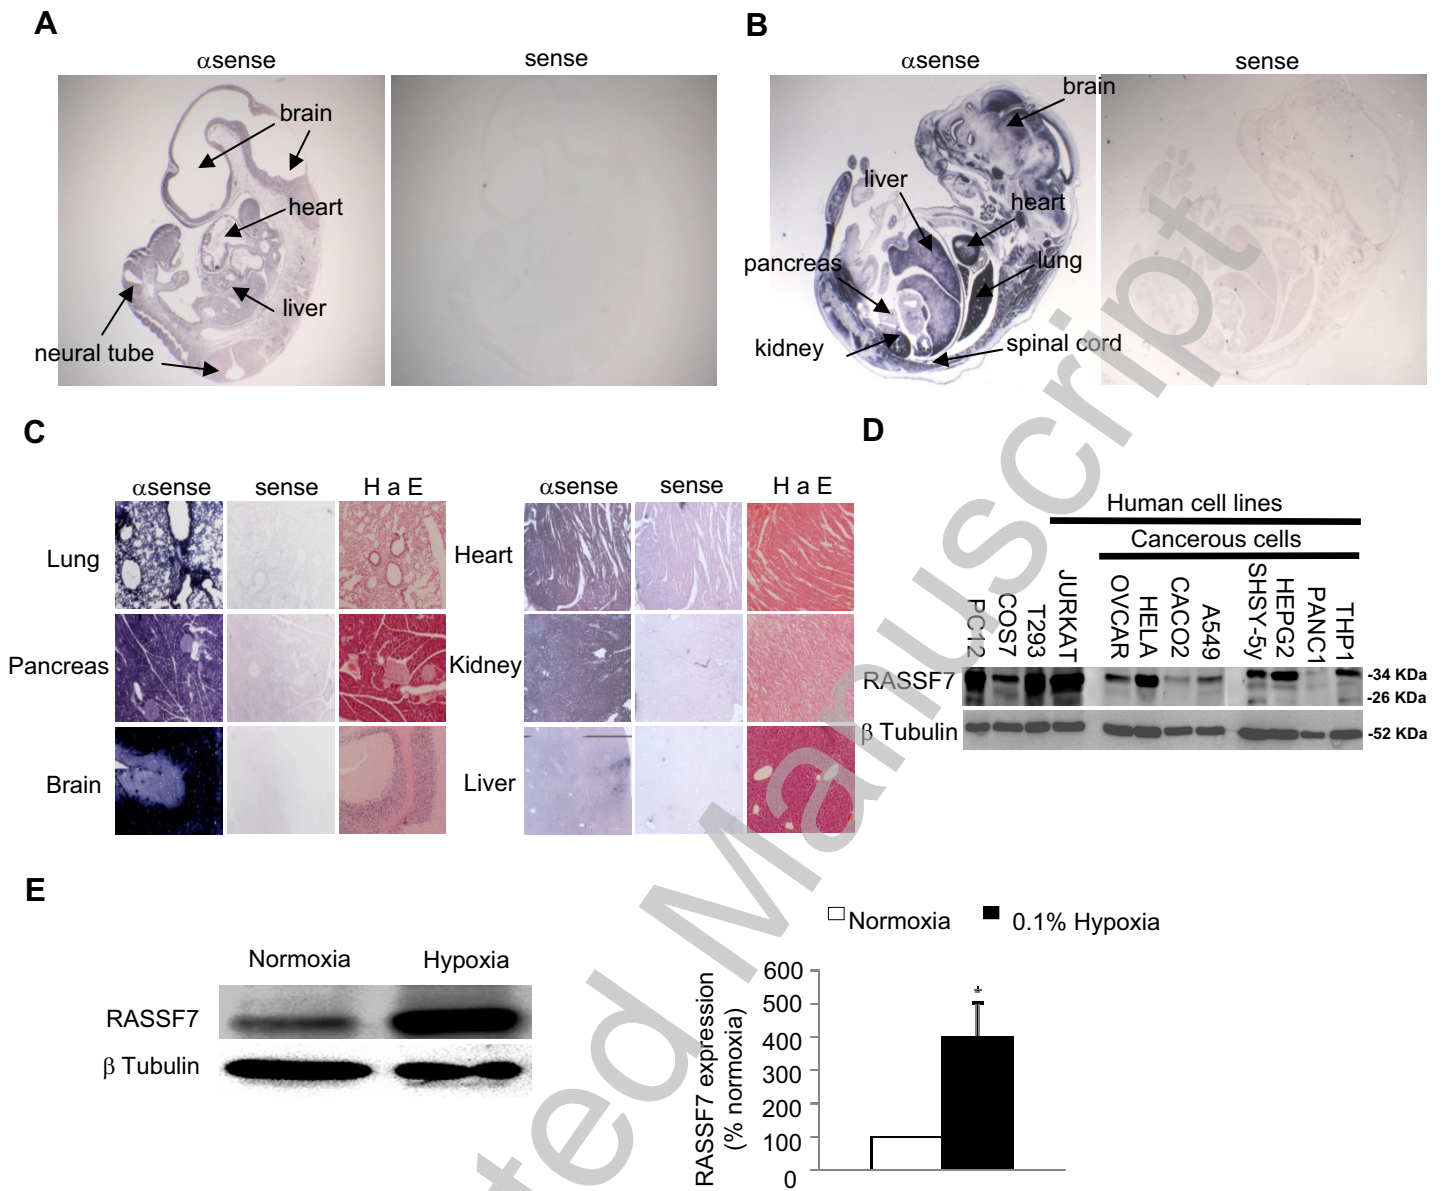 A
αsense
sense
brain
heart
liver
neural tube
B
αsense
sense
brain
liver
heart
pancreas
lung
kidney
spinal cord
C
αsense
sense
H a E
Lung
Pancreas
Brain
αsense
sense
H a E
Heart
Kidney
Liver
D
Human cell lines
Cancerous cells
PC12
COS7
T293
JURKAT
OVCAR
HELA
CACO2
A549
SHSY-5y
HEPG2
PANC1
THP1
RASSF7
-34 KDa
-26 KDa
β Tubulin
-52 KDa
E
Normoxia
Hypoxia
RASSF7
β Tubulin
Normoxia
0.1% Hypoxia
RASSF7 expression
(% normoxia)
600
500
400
300
200
100
0
*
ted Manuscript